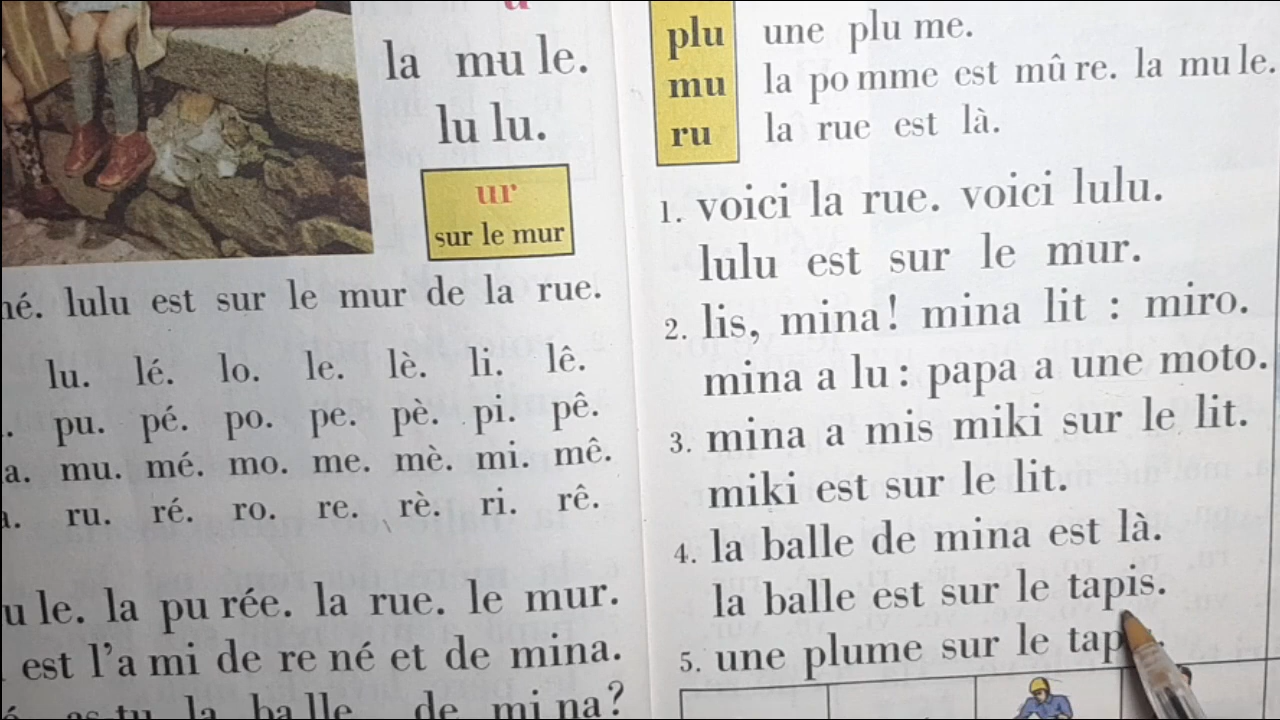 la mu le.
lu lu.
ur
sur le mur
lulu est sur le mur de la rue.
lu. lé. lo. le. lè. li. lê.
pu. pé. po. pe. pè. pi. pê.
mu. mé. mo. me. mè. mi. mê.
ru. ré. ro. re. rè. ri. rê.
la pu rée. la rue. le mur.
est l'a mi de re né et de mina.
as-tu la ba lle de mi na?
plu une plu me.
mu la po mme est mû re. la mu le.
ru la rue est là.
1. voici la rue. voici lulu.
lulu est sur le mur.
2. lis, mina! mina lit : miro.
mina a lu : papa a une moto.
3. mina a mis miki sur le lit.
miki est sur le lit.
4. la balle de mina est là.
la balle est sur le tapis.
5. une plume sur le